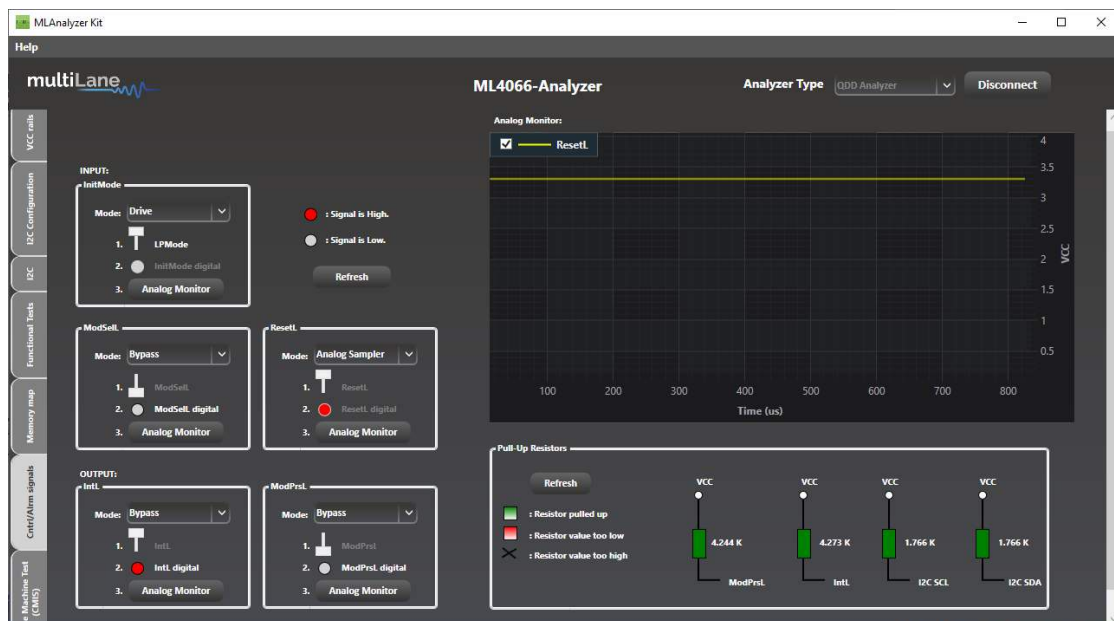 MLAnalyzer Kit
Help
multiLane
ML4066-Analyzer
Analyzer Type
QDD Analyzer
Disconnect
VCC rails
I2C Configuration
I2C
Functional Tests
Memory map
Cntrl/Alrm signals
e Machine Test
(CMIS)
INPUT:
InitMode
Mode: Drive
1. LPMode
2. InitMode digital
3. Analog Monitor
: Signal is High.
: Signal is Low.
Refresh
ModSelL
Mode: Bypass
1. ModSelL
2. ModSelL digital
3. Analog Monitor
ResetL
Mode: Analog Sampler
1. ResetL
2. ResetL digital
3. Analog Monitor
OUTPUT:
IntL
Mode: Bypass
1. IntL
2. IntL digital
3. Analog Monitor
ModPrsL
Mode: Bypass
1. ModPrsl
2. ModPrsL digital
3. Analog Monitor
Analog Monitor:
ResetL
4
3.5
3
2.5
2
1.5
1
0.5
VCC
100 200 300 400 500 600 700 800
Time (us)
Pull-Up Resistors
Refresh
: Resistor pulled up
: Resistor value too low
: Resistor value too high
VCC VCC VCC VCC
4.244 K 4.273 K 1.766 K 1.766 K
ModPrsL IntL I2C SCL I2C SDA